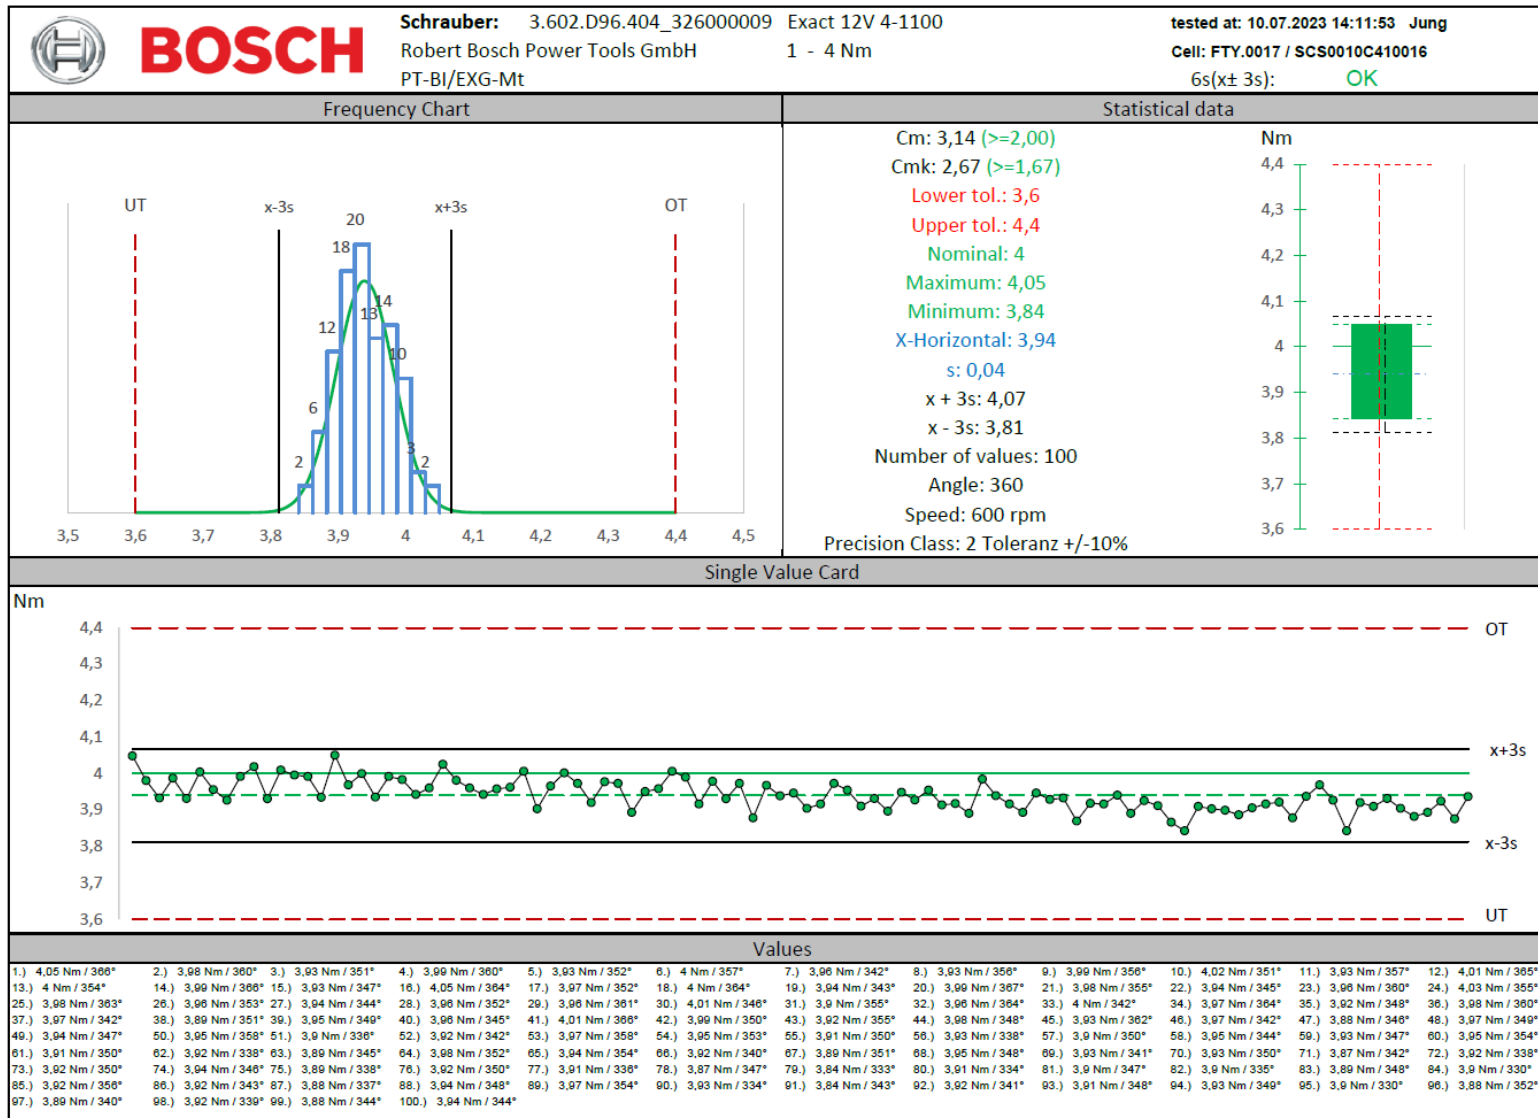 BOSCH
Schrauber: 3.602.D96.404_326000009 Exact 12V 4-1100
Robert Bosch Power Tools GmbH 1 - 4 Nm
PT-BI/EXG-Mt
tested at: 10.07.2023 14:11:53 Jung
Cell: FTY.0017 / SCS0010C410016
6s(x± 3s): OK
Frequency Chart
UT x-3s x+3s OT
20
18
14
13
12
10
6
3
2 2
3,5 3,6 3,7 3,8 3,9 4 4,1 4,2 4,3 4,4 4,5
Statistical data
Cm: 3,14 (>=2,00)
Cmk: 2,67 (>=1,67)
Lower tol.: 3,6
Upper tol.: 4,4
Nominal: 4
Maximum: 4,05
Minimum: 3,84
X-Horizontal: 3,94
s: 0,04
x + 3s: 4,07
x - 3s: 3,81
Number of values: 100
Angle: 360
Speed: 600 rpm
Precision Class: 2 Toleranz +/-10%
Nm
4,4
4,3
4,2
4,1
4
3,9
3,8
3,7
3,6
Single Value Card
Nm
4,4 OT
4,3
4,2
4,1
x+3s
4
3,9
3,8 x-3s
3,7
3,6 UT
Values
1.) 4,05 Nm / 366° 2.) 3,98 Nm / 360° 3.) 3,93 Nm / 351° 4.) 3,99 Nm / 360° 5.) 3,93 Nm / 352° 6.) 4 Nm / 357° 7.) 3,96 Nm / 342° 8.) 3,93 Nm / 356° 9.) 3,99 Nm / 356° 10.) 4,02 Nm / 351° 11.) 3,93 Nm / 357° 12.) 4,01 Nm / 365°
13.) 4 Nm / 354° 14.) 3,99 Nm / 366° 15.) 3,93 Nm / 347° 16.) 4,05 Nm / 364° 17.) 3,97 Nm / 352° 18.) 4 Nm / 364° 19.) 3,94 Nm / 343° 20.) 3,99 Nm / 367° 21.) 3,98 Nm / 355° 22.) 3,94 Nm / 345° 23.) 3,96 Nm / 360° 24.) 4,03 Nm / 355°
25.) 3,98 Nm / 363° 26.) 3,96 Nm / 353° 27.) 3,94 Nm / 344° 28.) 3,96 Nm / 352° 29.) 3,96 Nm / 361° 30.) 4,01 Nm / 346° 31.) 3,9 Nm / 355° 32.) 3,96 Nm / 364° 33.) 4 Nm / 342° 34.) 3,97 Nm / 364° 35.) 3,92 Nm / 348° 36.) 3,98 Nm / 360°
37.) 3,97 Nm / 342° 38.) 3,89 Nm / 351° 39.) 3,95 Nm / 349° 40.) 3,96 Nm / 345° 41.) 4,01 Nm / 366° 42.) 3,99 Nm / 350° 43.) 3,92 Nm / 355° 44.) 3,98 Nm / 348° 45.) 3,93 Nm / 362° 46.) 3,97 Nm / 342° 47.) 3,88 Nm / 346° 48.) 3,97 Nm / 349°
49.) 3,94 Nm / 347° 50.) 3,95 Nm / 358° 51.) 3,9 Nm / 336° 52.) 3,92 Nm / 342° 53.) 3,97 Nm / 358° 54.) 3,95 Nm / 353° 55.) 3,91 Nm / 350° 56.) 3,93 Nm / 338° 57.) 3,9 Nm / 350° 58.) 3,95 Nm / 344° 59.) 3,93 Nm / 347° 60.) 3,95 Nm / 354°
61.) 3,91 Nm / 350° 62.) 3,92 Nm / 338° 63.) 3,89 Nm / 345° 64.) 3,98 Nm / 352° 65.) 3,94 Nm / 354° 66.) 3,92 Nm / 340° 67.) 3,89 Nm / 351° 68.) 3,95 Nm / 348° 69.) 3,93 Nm / 341° 70.) 3,93 Nm / 350° 71.) 3,87 Nm / 342° 72.) 3,92 Nm / 338°
73.) 3,92 Nm / 350° 74.) 3,94 Nm / 346° 75.) 3,89 Nm / 338° 76.) 3,92 Nm / 350° 77.) 3,91 Nm / 336° 78.) 3,87 Nm / 347° 79.) 3,84 Nm / 333° 80.) 3,91 Nm / 334° 81.) 3,9 Nm / 347° 82.) 3,9 Nm / 335° 83.) 3,89 Nm / 348° 84.) 3,9 Nm / 330°
85.) 3,92 Nm / 356° 86.) 3,92 Nm / 343° 87.) 3,88 Nm / 337° 88.) 3,94 Nm / 348° 89.) 3,97 Nm / 354° 90.) 3,93 Nm / 334° 91.) 3,84 Nm / 343° 92.) 3,92 Nm / 341° 93.) 3,91 Nm / 348° 94.) 3,93 Nm / 349° 95.) 3,9 Nm / 330° 96.) 3,88 Nm / 352°
97.) 3,89 Nm / 340° 98.) 3,92 Nm / 339° 99.) 3,88 Nm / 344° 100.) 3,94 Nm / 344°